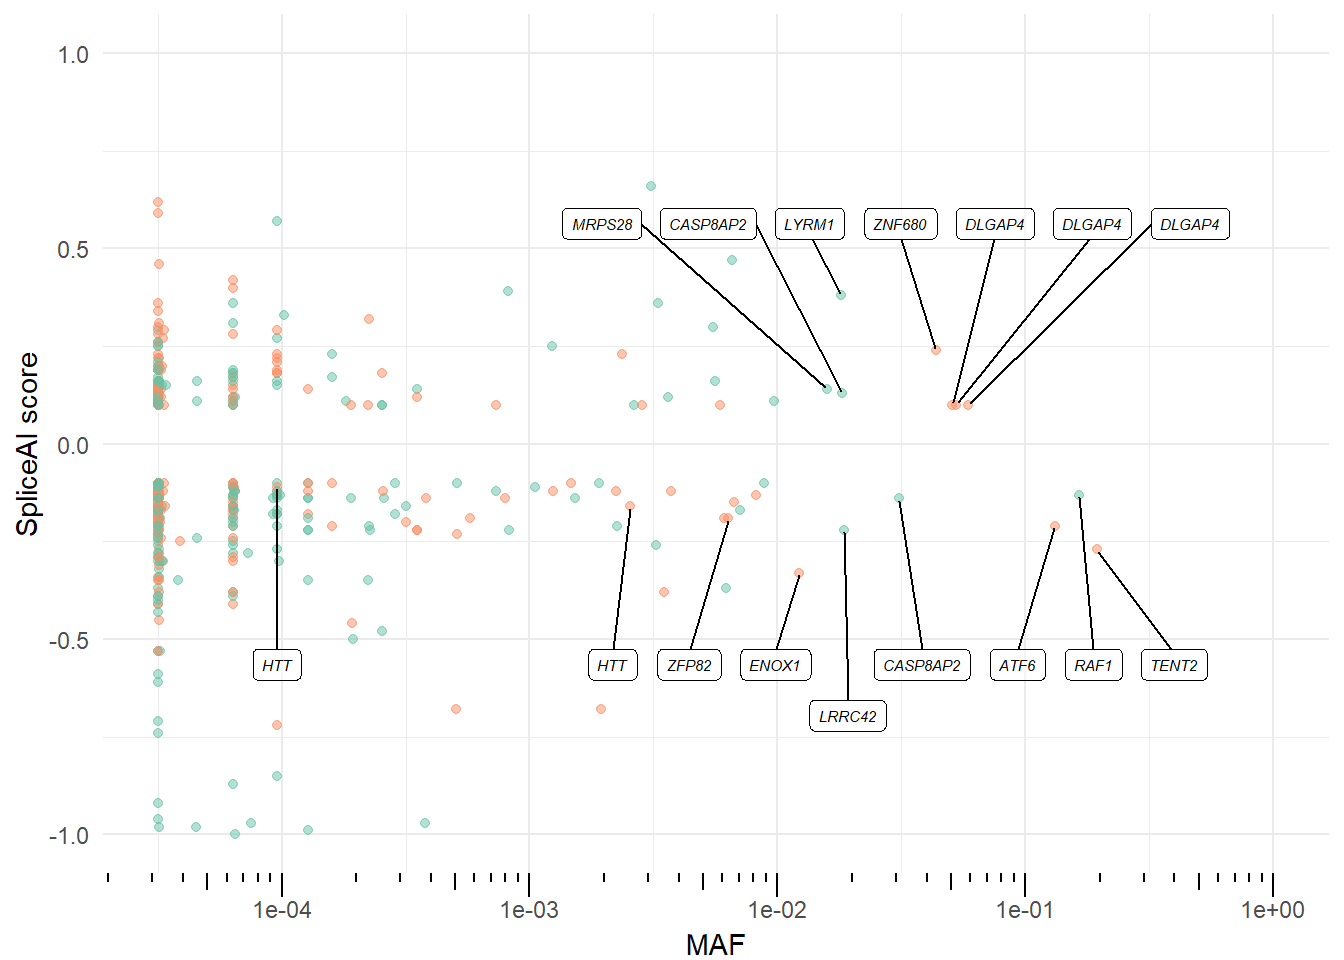 1.0
MRPS28 CASP8AP2 LYRM1 ZNF680 DLGAP4 DLGAP4 DLGAP4
0.5
0.0
SpliceAI score
-0.5
HTT HTT ZFP82 ENOX1 CASP8AP2 ATF6 RAF1 TENT2
LRRC42
-1.0
1e-04 1e-03 1e-02 1e-01 1e+00
MAF